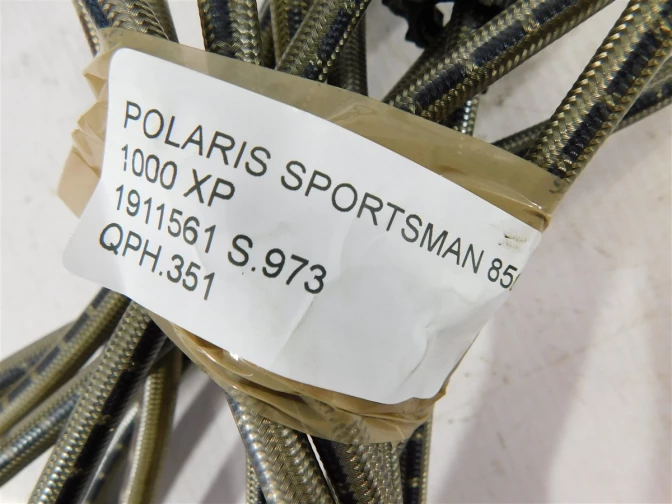 POLARIS SPORTSMAN 85
1000 XP
1911561 S.973
QPH.351